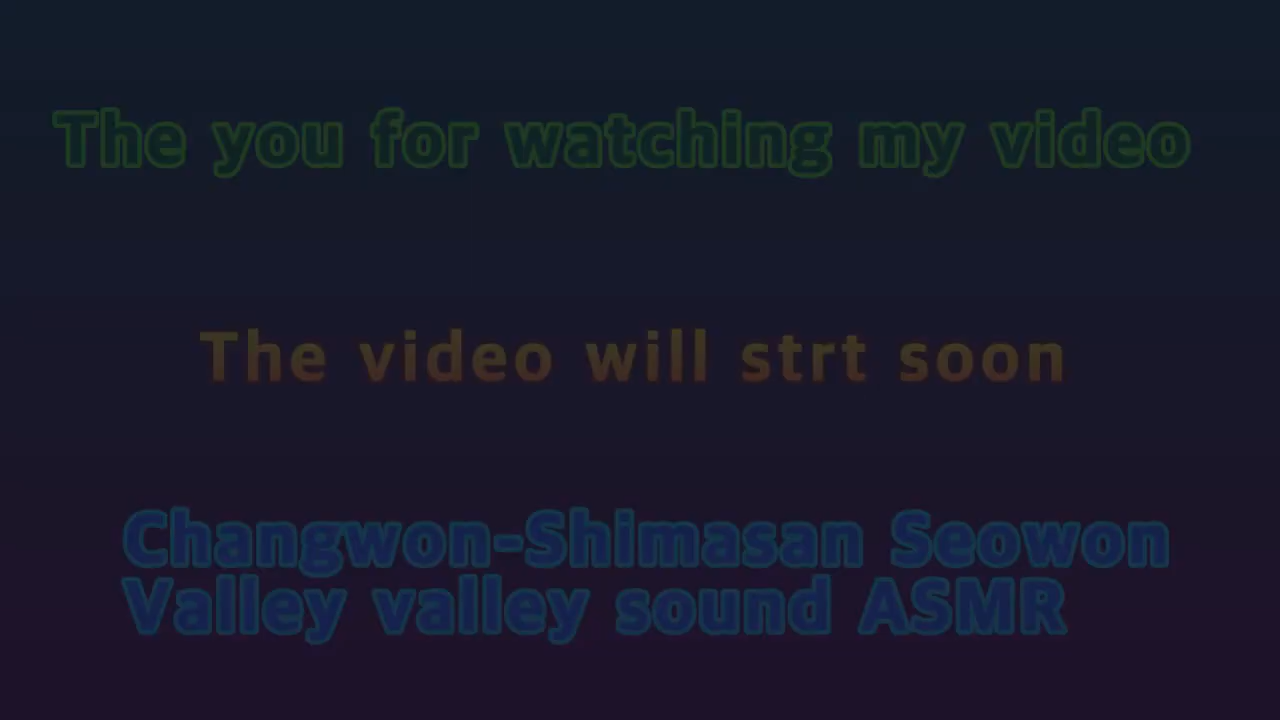 The you for watching my video
The video will strt soon
Changwon-Shimasan Seowon
Valley valley sound ASMR